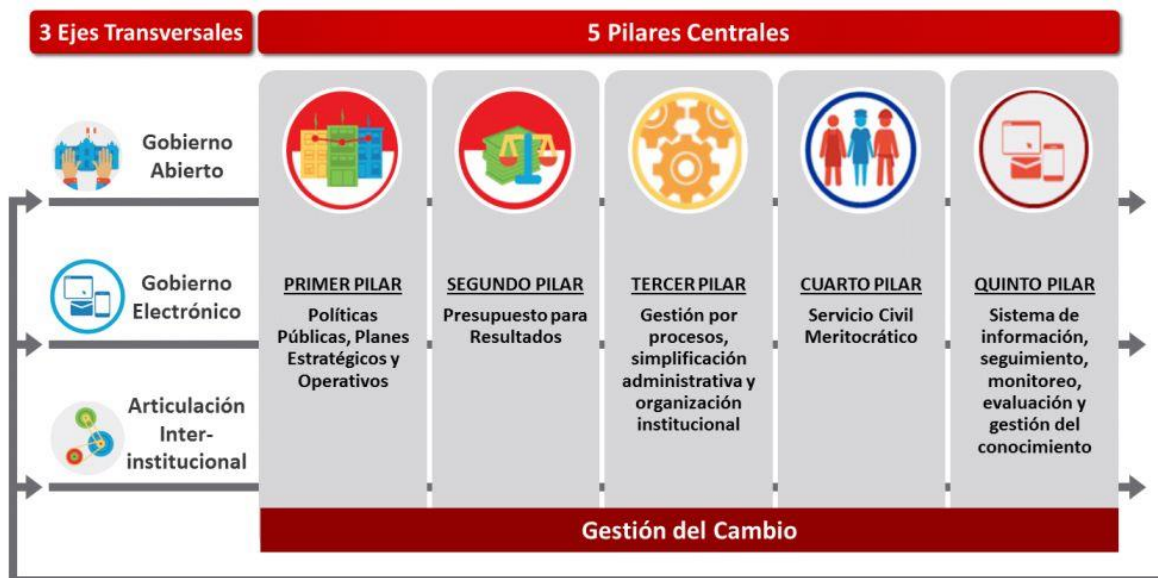 3 Ejes Transversales
5 Pilares Centrales
Gobierno
Abierto
Gobierno
Electrónico
Articulación
Inter-
institucional
PRIMER PILAR
Políticas
Públicas, Planes
Estratégicos y
Operativos
SEGUNDO PILAR
Presupuesto para
Resultados
TERCER PILAR
Gestión por
procesos,
simplificación
administrativa y
organización
institucional
CUARTO PILAR
Servicio Civil
Meritocrático
QUINTO PILAR
Sistema de
información,
seguimiento,
monitoreo,
evaluación y
gestión del
conocimiento
Gestión del Cambio